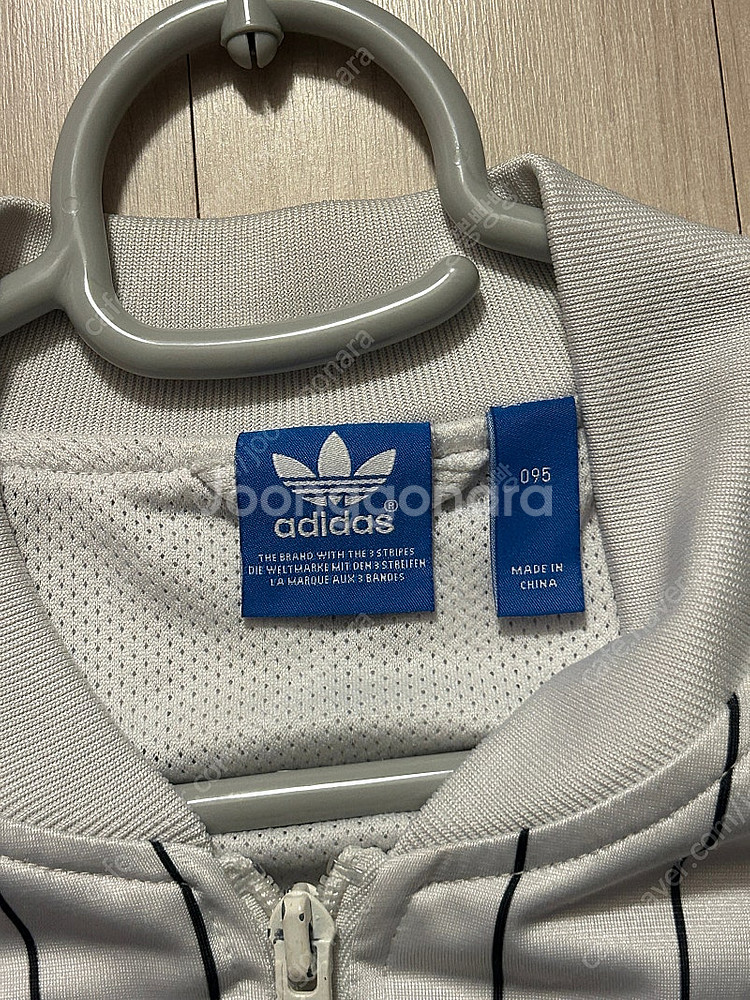 adidas®
THE BRAND WITH THE 3 STRIPES
DIE WELTMARKE MIT DEN 3 STREIFEN
LA MARQUE AUX 3 BANDES
095
MADE IN
CHINA
joonggonara